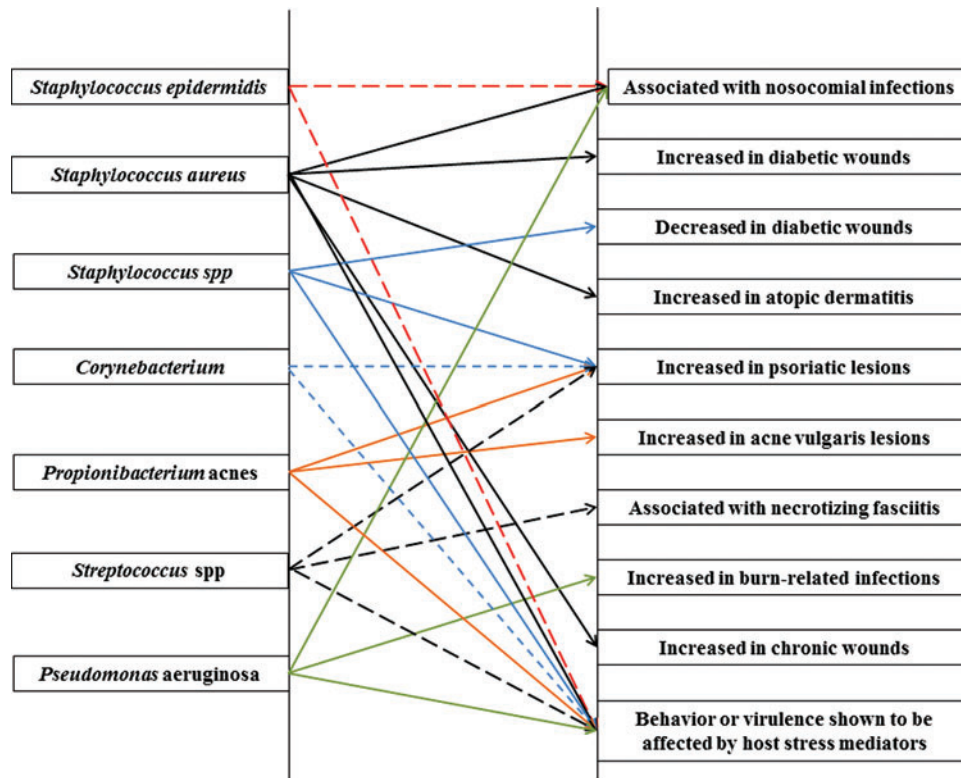 Staphylococcus epidermidis
Staphylococcus aureus
Staphylococcus spp
Corynebacterium
Propionibacterium acnes
Streptococcus spp
Pseudomonas aeruginosa
Associated with nosocomial infections
Increased in diabetic wounds
Decreased in diabetic wounds
Increased in atopic dermatitis
Increased in psoriatic lesions
Increased in acne vulgaris lesions
Associated with necrotizing fasciitis
Increased in burn-related infections
Increased in chronic wounds
Behavior or virulence shown to be
affected by host stress mediators